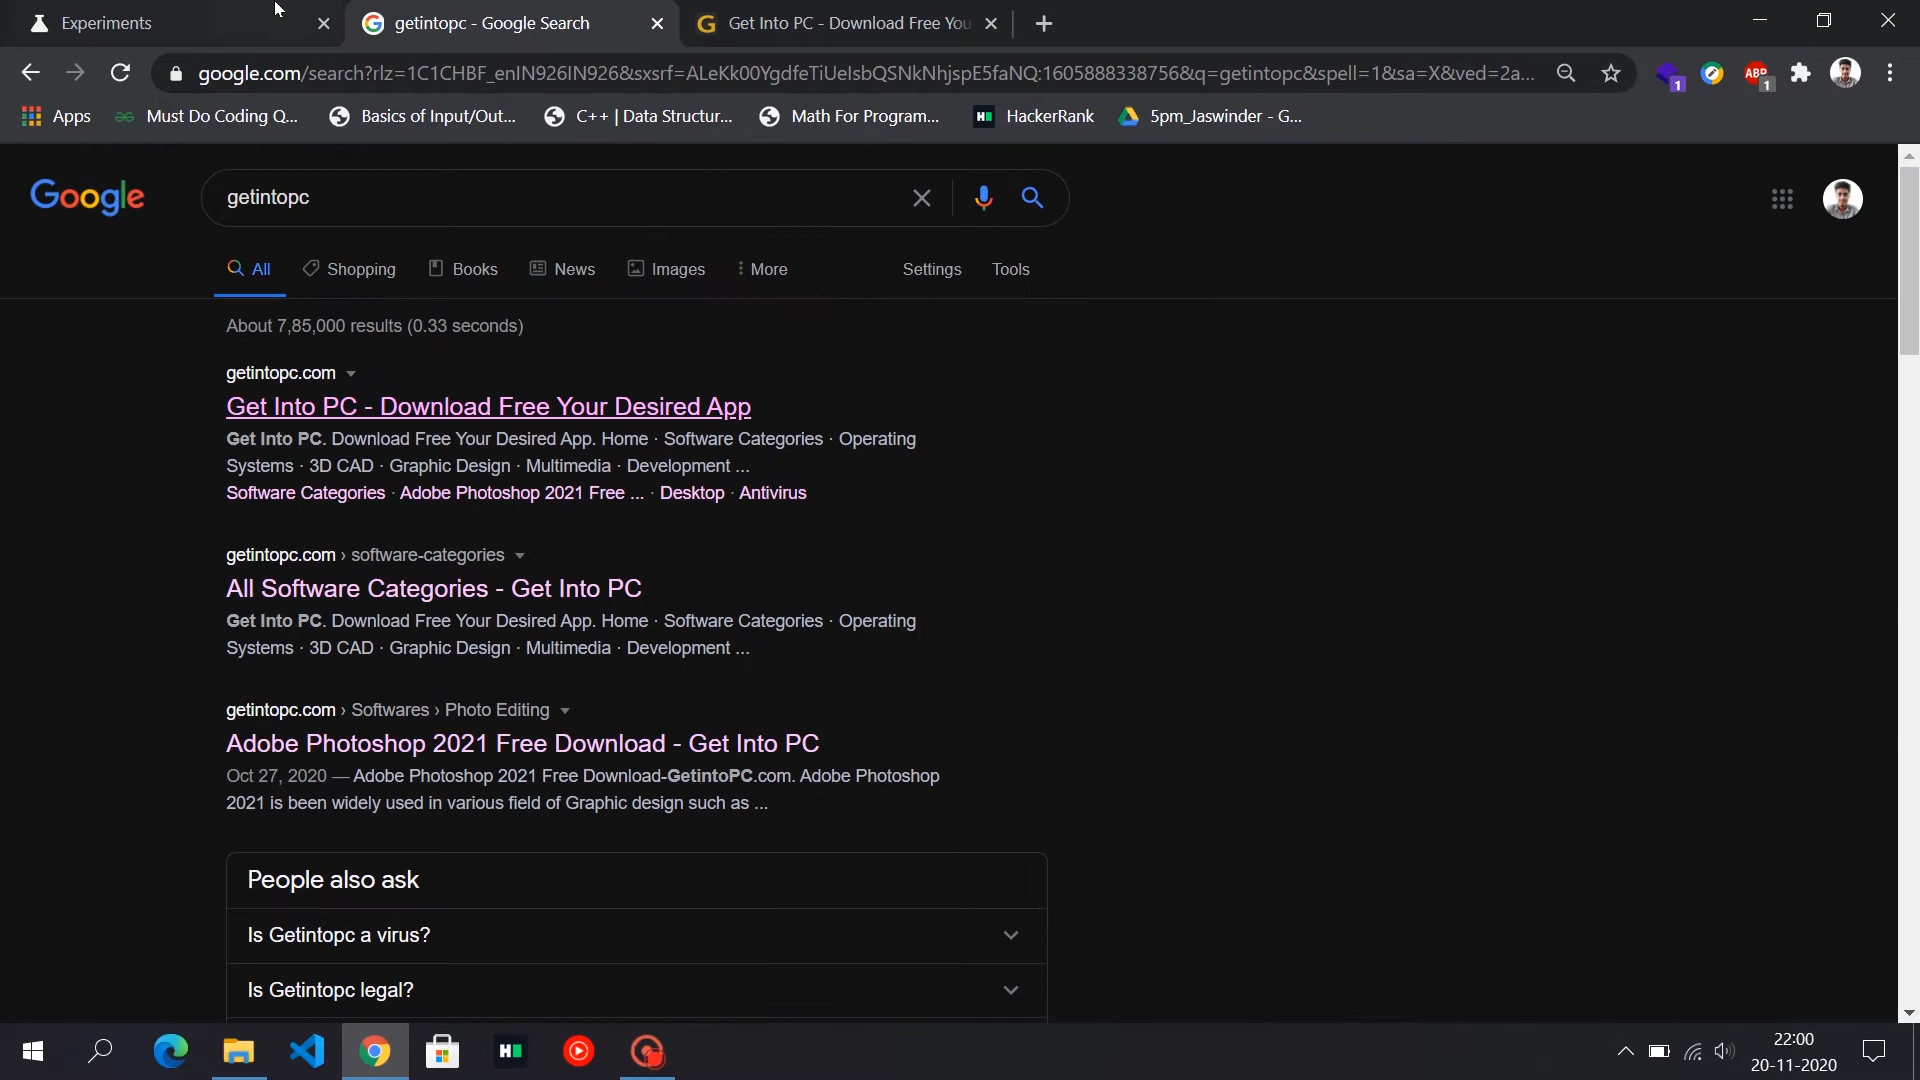 Experiments
getintopc - Google Search
Get Into PC - Download Free You
google.com/search?rlz=1C1CHBF_enIN926IN926&sxsrf=ALeKk00YgdfeTiUeIsbQSNkNhjspE5faNQ:1605888338756&q=getintopc&spell=1&sa=X&ved=2a...
1
ABP
1
Apps
Must Do Coding Q...
Basics of Input/Out...
C++ | Data Structur...
Math For Program...
HackerRank
5pm_Jaswinder - G...
Google
getintopc
All
Shopping
Books
News
Images
More
Settings
Tools
About 7,85,000 results (0.33 seconds)
getintopc.com
Get Into PC - Download Free Your Desired App
Get Into PC. Download Free Your Desired App. Home · Software Categories · Operating
Systems · 3D CAD · Graphic Design · Multimedia · Development ...
Software Categories · Adobe Photoshop 2021 Free ... · Desktop · Antivirus
getintopc.com › software-categories
All Software Categories - Get Into PC
Get Into PC. Download Free Your Desired App. Home · Software Categories · Operating
Systems · 3D CAD · Graphic Design · Multimedia · Development ...
getintopc.com › Softwares › Photo Editing
Adobe Photoshop 2021 Free Download - Get Into PC
Oct 27, 2020 — Adobe Photoshop 2021 Free Download-GetintoPC.com. Adobe Photoshop
2021 is been widely used in various field of Graphic design such as ...
People also ask
Is Getintopc a virus?
Is Getintopc legal?
22:00
20-11-2020